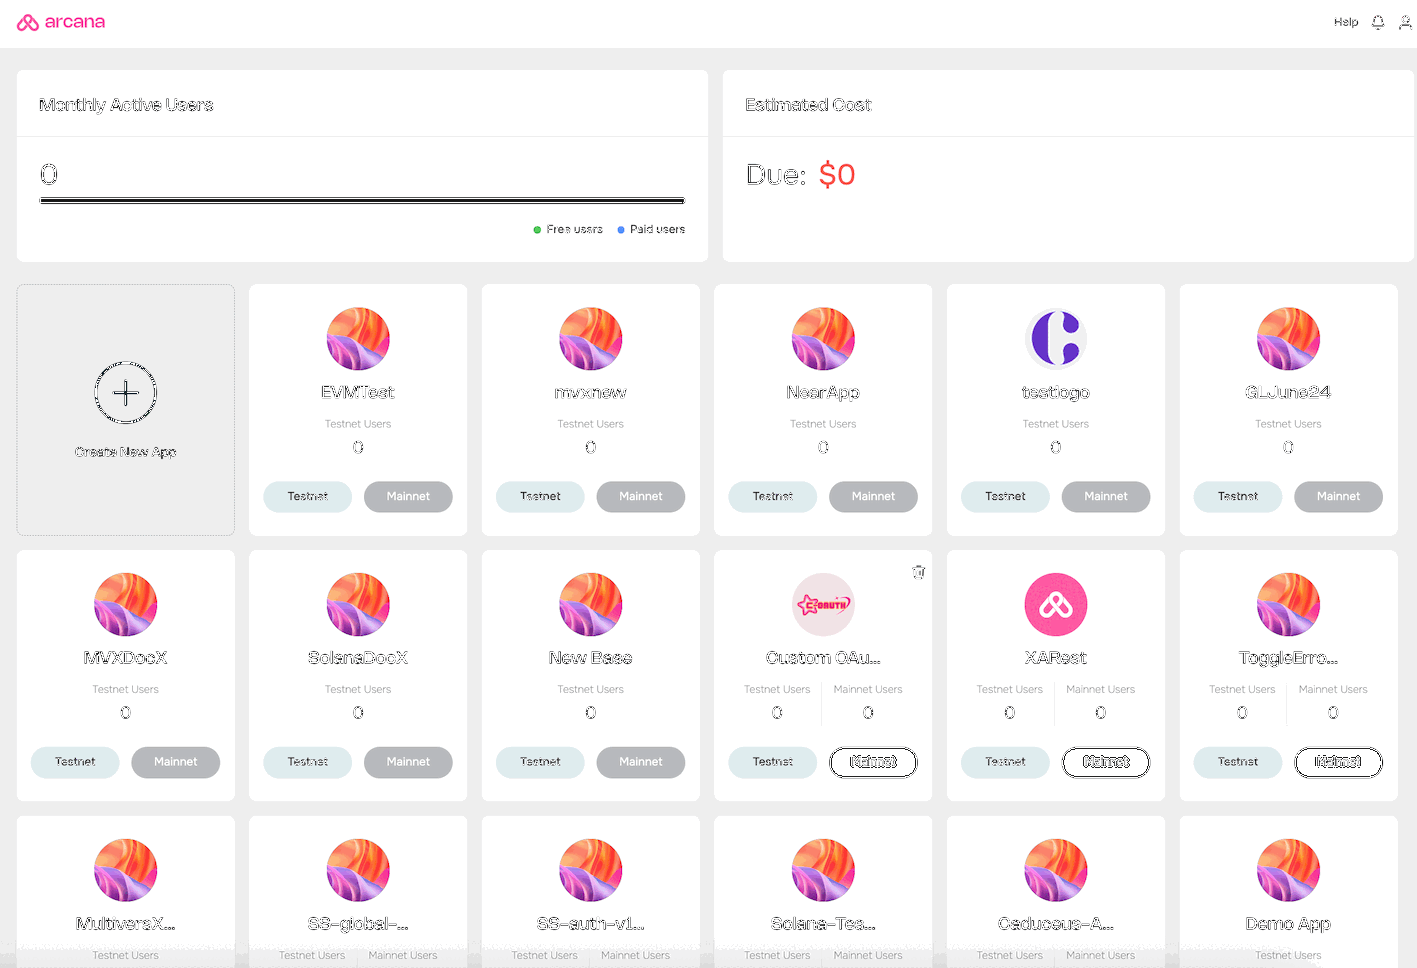 arcana
Help
Monthly Active Users
Estimated Cost
0
Due: $0
Free users Paid users
Create New App
EVMTest
Testnet Users
0
Testnet Mainnet
mvxnew
Testnet Users
0
Testnet Mainnet
NearApp
Testnet Users
0
Testnet Mainnet
testlogo
Testnet Users
0
Testnet Mainnet
GLJune24
Testnet Users
0
Testnet Mainnet
MVXDocX
Testnet Users
0
Testnet Mainnet
SolanaDocX
Testnet Users
0
Testnet Mainnet
New Base
Testnet Users
0
Testnet Mainnet
OAUTH
Custom OAu...
Testnet Users Mainnet Users
0 0
Testnet Mainnet
XARest
Testnet Users Mainnet Users
0 0
Testnet Mainnet
ToggleErro...
Testnet Users Mainnet Users
0 0
Testnet Mainnet
MultiversX...
Testnet Users
SS-global-...
Testnet Users Mainnet Users
SS-auth-v1...
Testnet Users Mainnet Users
Solana-Tes...
Testnet Users Mainnet Users
Caduceus-A...
Testnet Users Mainnet Users
Demo App
Testnet Users